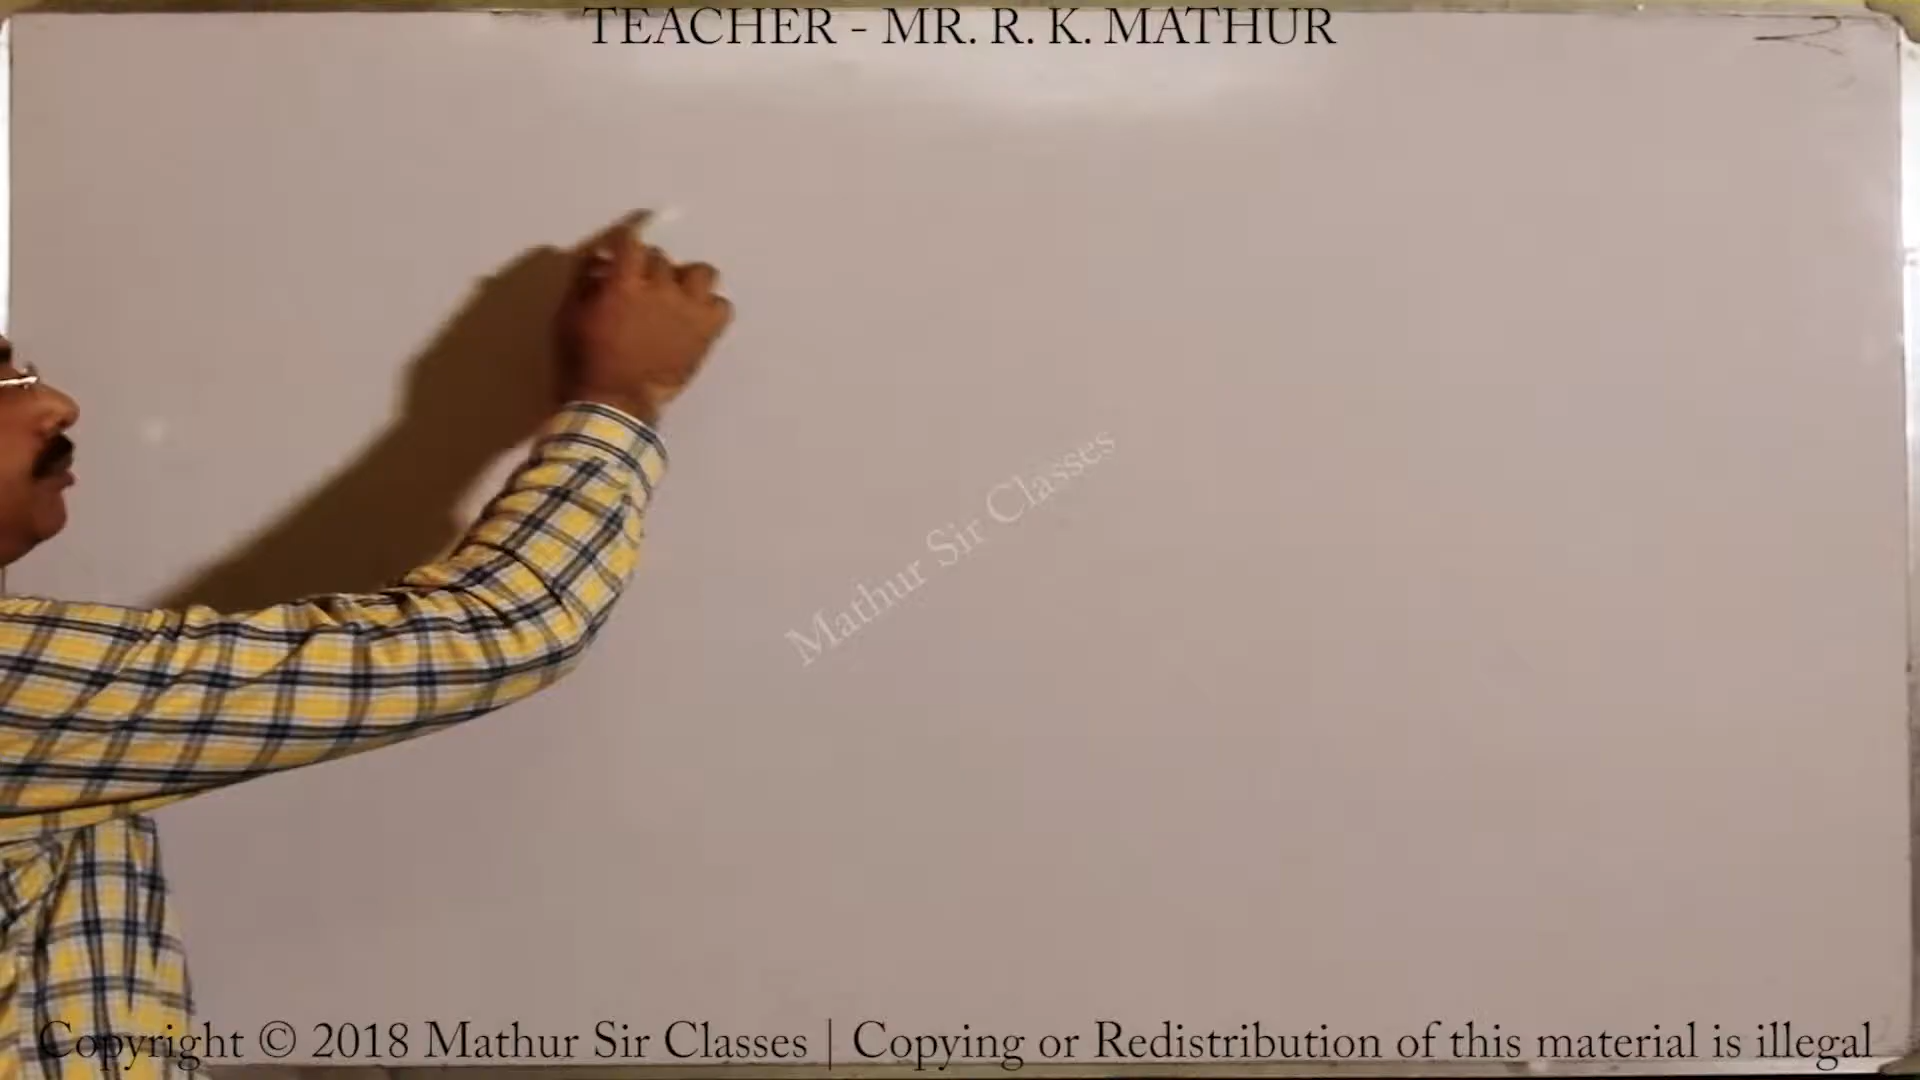 TEACHER - MR. R. K. MATHUR
Mathur Sir Classes
Copyright © 2018 Mathur Sir Classes | Copying or Redistribution of this material is illegal